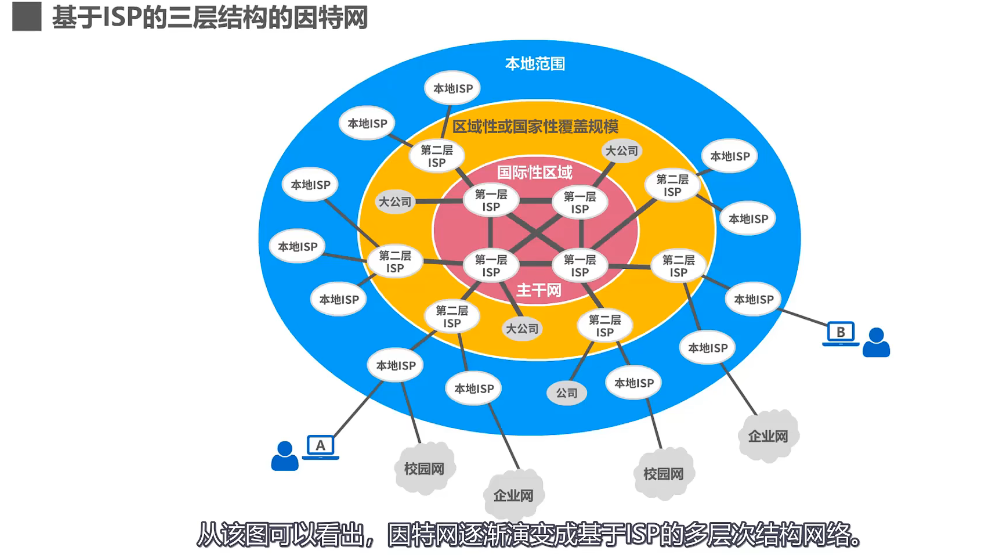 基于ISP的三层结构的因特网
本地范围
本地ISP
本地ISP
区域性或国家性覆盖规模
第二层
ISP
大公司
本地ISP
国际性区域
第二层
ISP
本地ISP
大公司
第一层
ISP
第一层
ISP
本地ISP
本地ISP
第二层
ISP
第一层
ISP
第一层
ISP
第二层
ISP
主干网
本地ISP
本地ISP
第二层
ISP
大公司
第二层
ISP
B
本地ISP
本地ISP
本地ISP
公司
本地ISP
A
校园网
企业网
校园网
企业网
从该图可以看出，因特网逐渐演变成基于ISP的多层次结构网络。